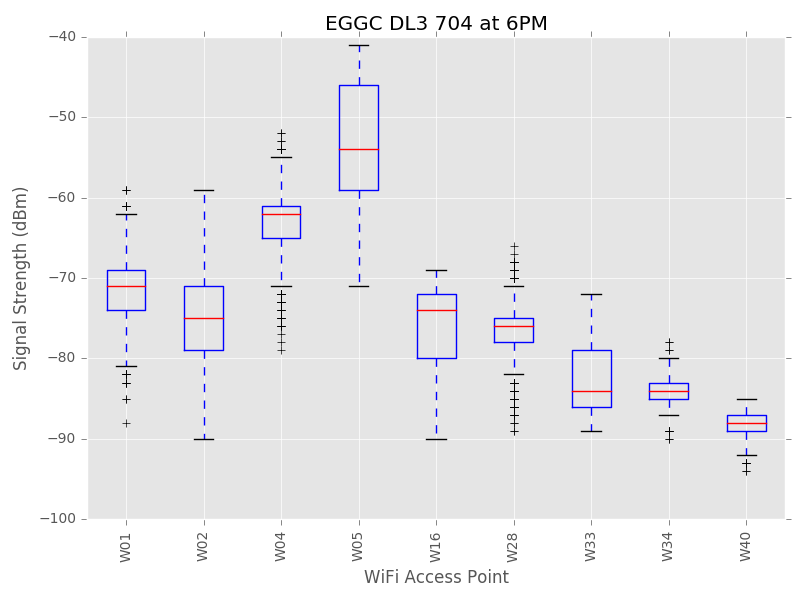 EGGC DL3 704 at 6PM
−40
−50
−60
−70
−80
−90
−100
Signal Strength (dBm)
W01 W02 W04 W05 W16 W28 W33 W34 W40
WiFi Access Point